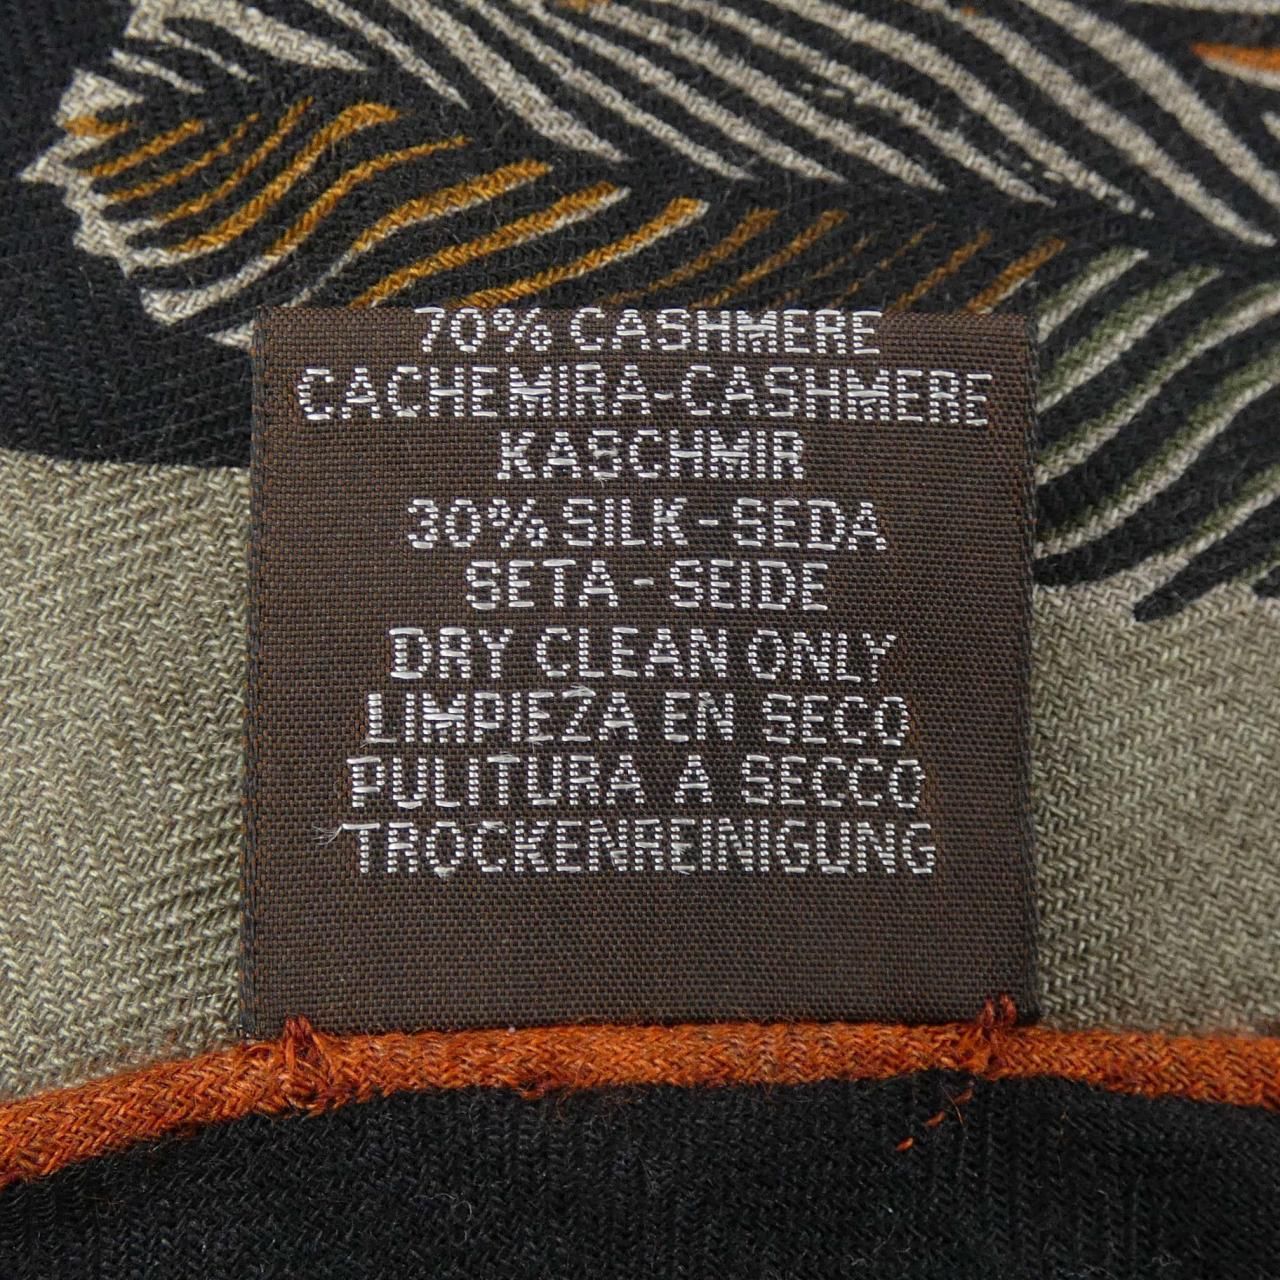 70% CASHMERE
CACHEMIRA-CASHMERE
KASCHMIR
30% SILK - SEDA
SETA - SEIDE
DRY CLEAN ONLY
LIMPIEZA EN SECO
PULITURA A SECCO
TROCKENREINIGUNG